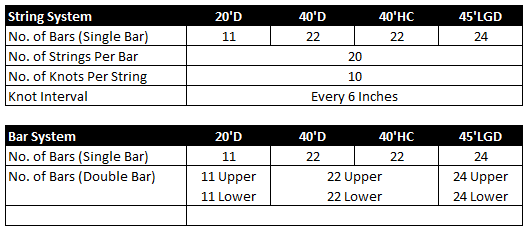 String System 20'D 40'D 40'HC 45'LGD
No. of Bars (Single Bar) 11 22 22 24
No. of Strings Per Bar 20
No. of Knots Per String 10
Knot Interval Every 6 Inches
Bar System 20'D 40'D 40'HC 45'LGD
No. of Bars (Single Bar) 11 22 22 24
No. of Bars (Double Bar) 11 Upper 22 Upper 24 Upper
11 Lower 22 Lower 24 Lower